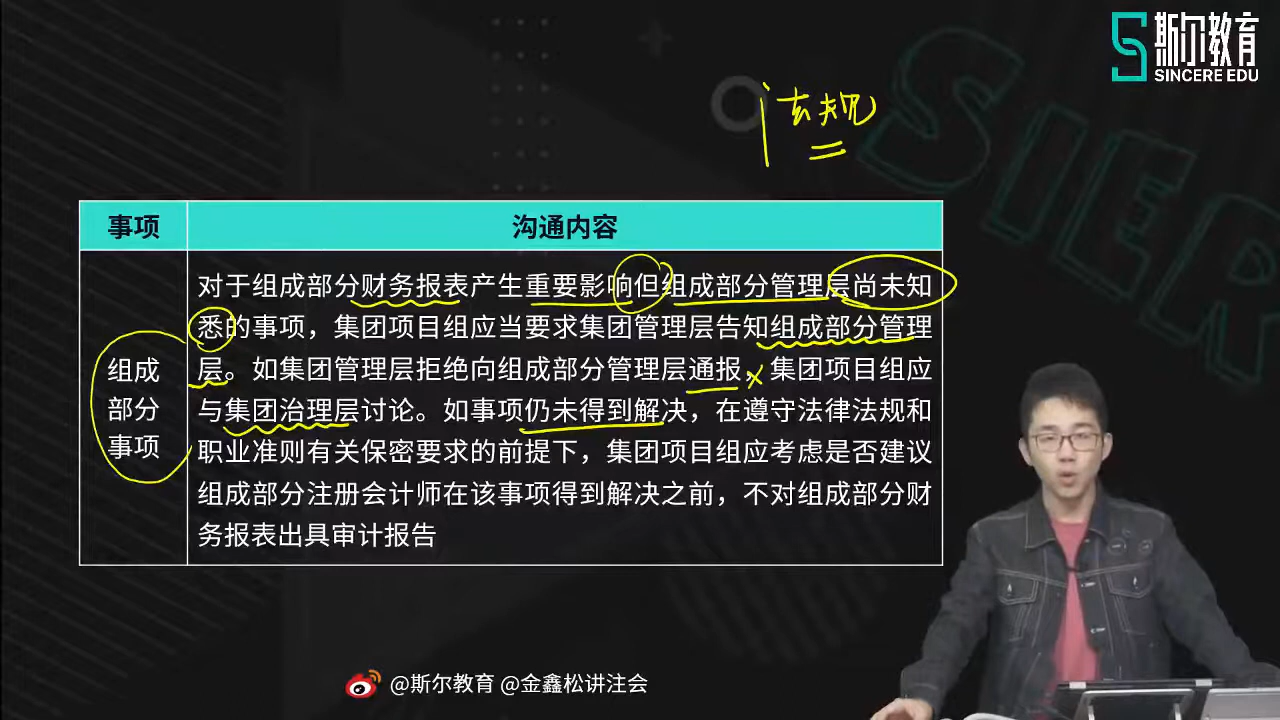 斯尔教育
SINCERE EDU
法规
事项
沟通内容
对于组成部分财务报表产生重要影响但组成部分管理层尚未知
悉的事项，集团项目组应当要求集团管理层告知组成部分管理
层。如集团管理层拒绝向组成部分管理层通报，集团项目组应
与集团治理层讨论。如事项仍未得到解决，在遵守法律法规和
职业准则有关保密要求的前提下，集团项目组应考虑是否建议
组成部分注册会计师在该事项得到解决之前，不对组成部分财
务报表出具审计报告
组成
部分
事项
@斯尔教育 @金鑫松讲注会